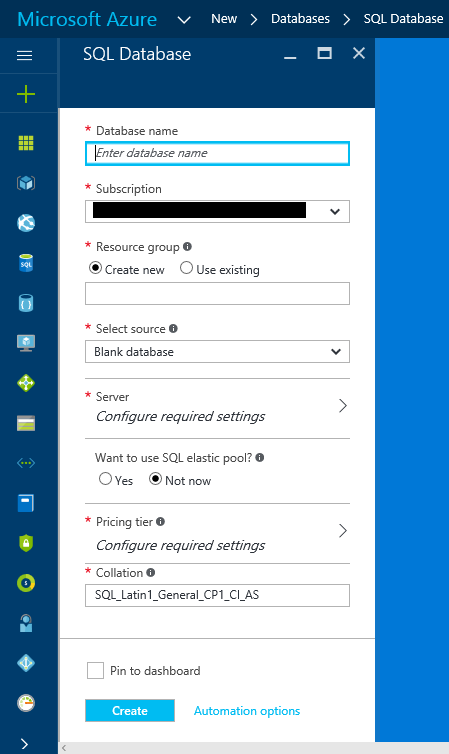 Microsoft Azure New Databases SQL Database
SQL Database
* Database name
Enter database name
* Subscription
* Resource group
Create new Use existing
* Select source
Blank database
* Server
Configure required settings
Want to use SQL elastic pool?
Yes Not now
* Pricing tier
Configure required settings
* Collation
SQL_Latin1_General_CP1_CI_AS
Pin to dashboard
Create Automation options
SQL